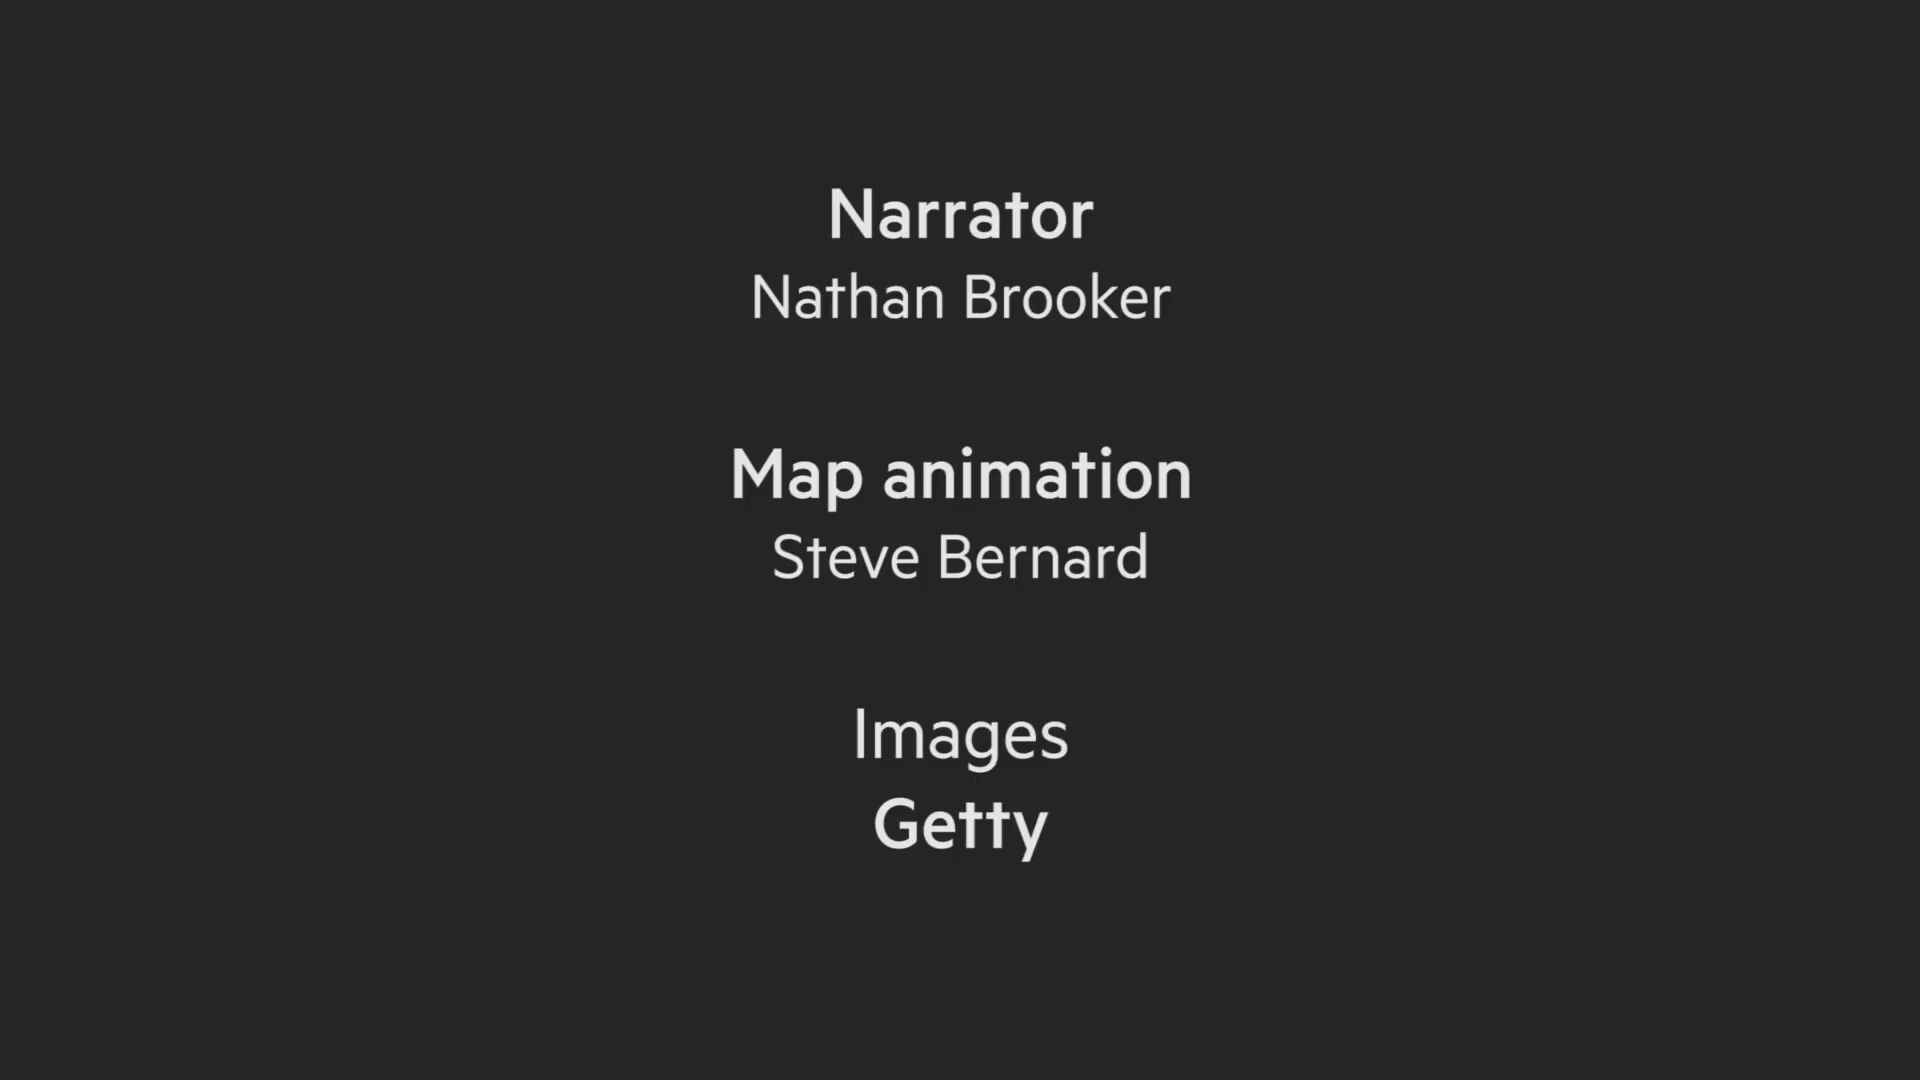 Narrator
Nathan Brooker
Map animation
Steve Bernard
Images
Getty